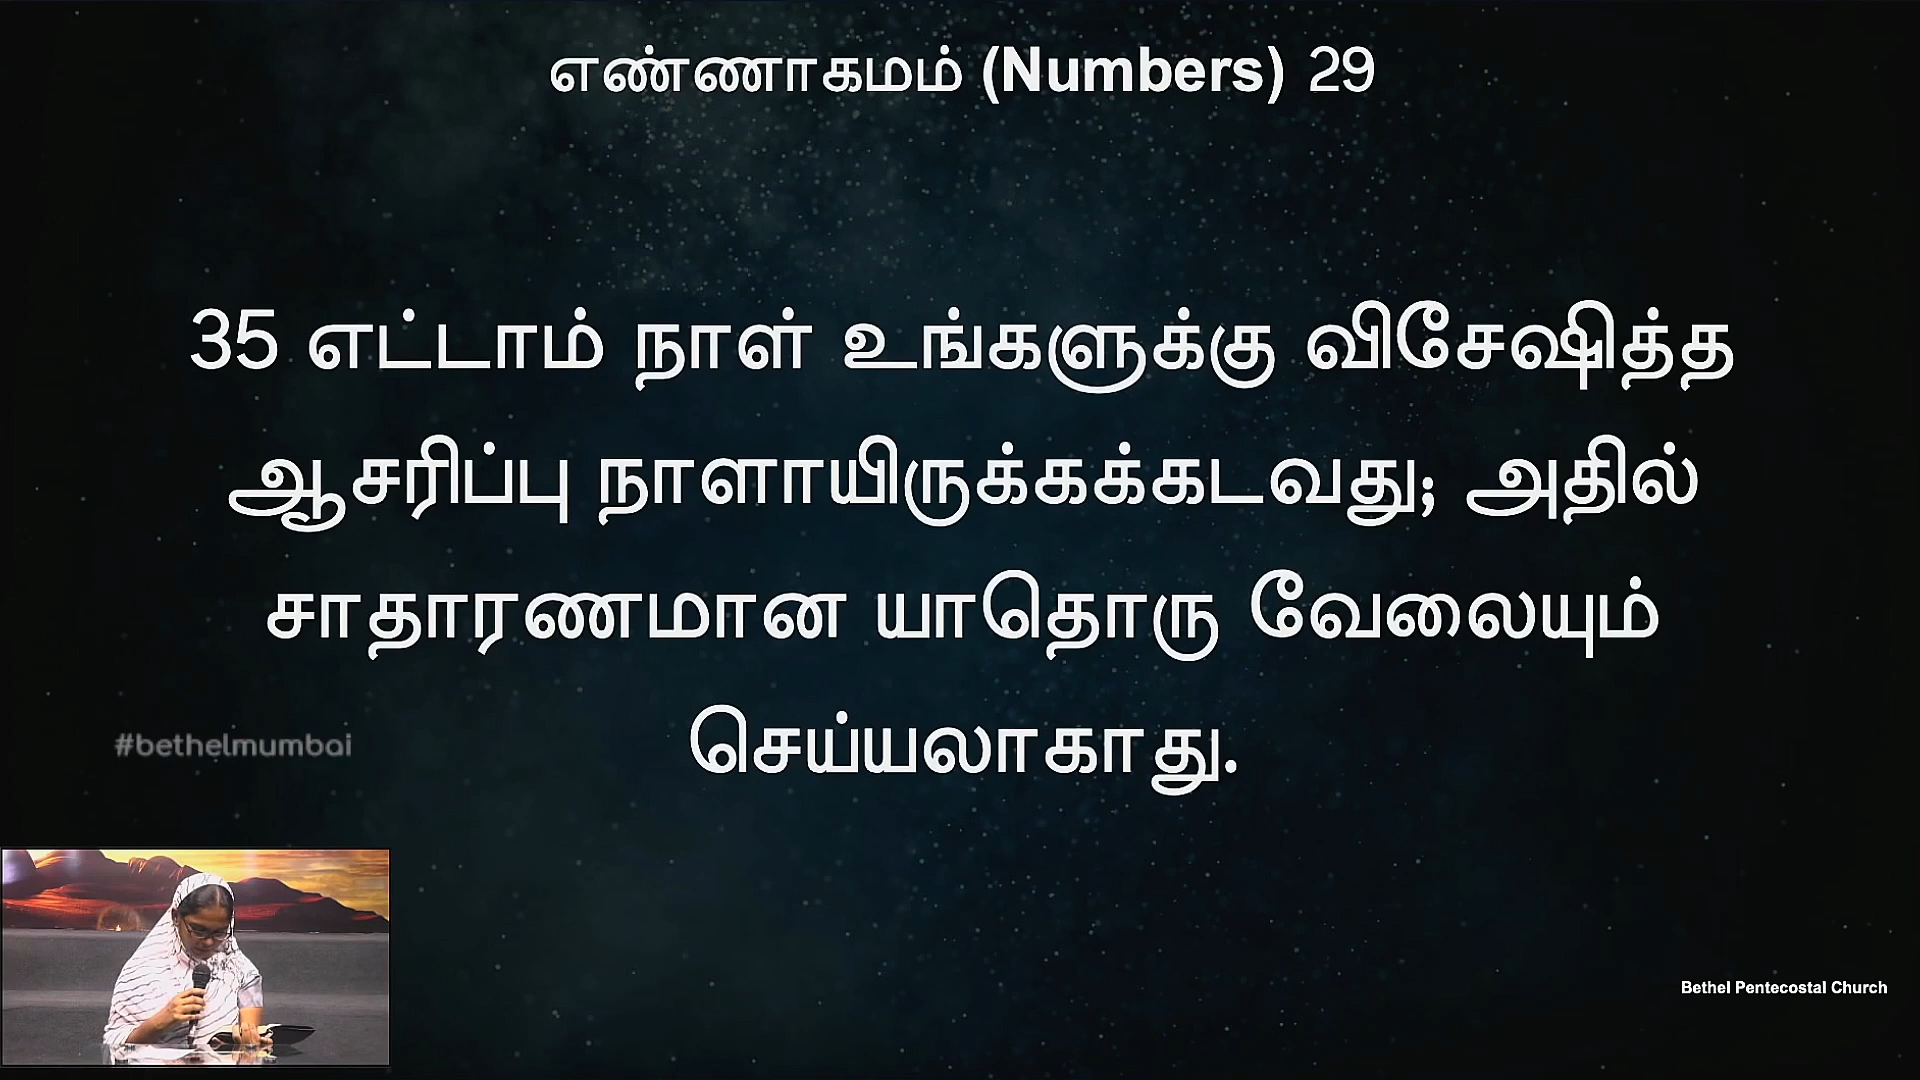 எண்ணாகமம் (Numbers) 29
35 எட்டாம் நாள் உங்களுக்கு விசேஷித்த
ஆசரிப்பு நாளாயிருக்கக்கடவது; அதில்
சாதாரணமான யாதொரு வேலையும்
செய்யலாகாது.
#bethelmumbai
Bethel Pentecostal Church